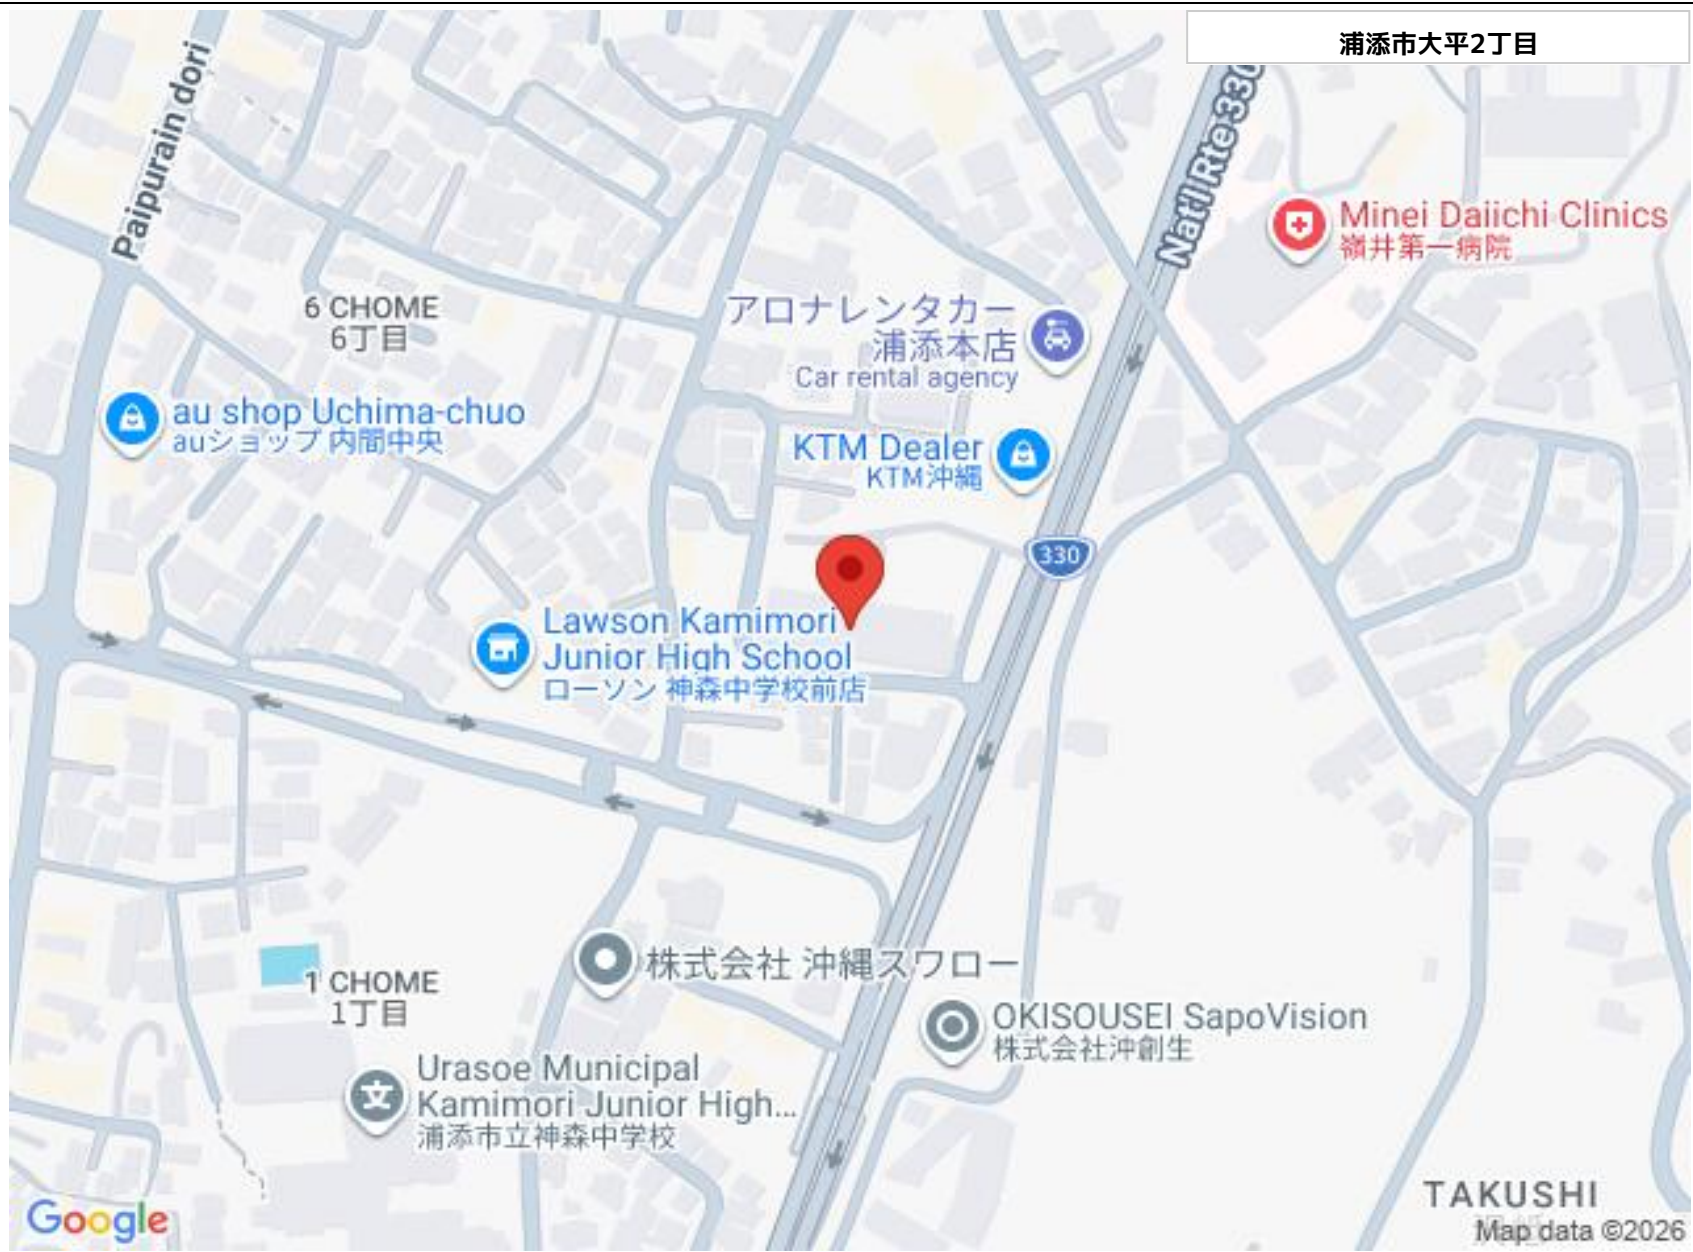 浦添市大平2丁目
Paipurain dori
Nat'l Rte 330
Minei Daiichi Clinics
嶺井第一病院
6 CHOME
6丁目
アロナレンタカー
浦添本店
Car rental agency
au shop Uchima-chuo
auショップ 内間中央
KTM Dealer
KTM沖縄
330
Lawson Kamimori
Junior High School
ローソン 神森中学校前店
株式会社 沖縄スワロー
1 CHOME
1丁目
OKISOUSEI SapoVision
株式会社沖創生
文
Urasoe Municipal
Kamimori Junior High...
浦添市立神森中学校
TAKUSHI
Google
Map data ©2026